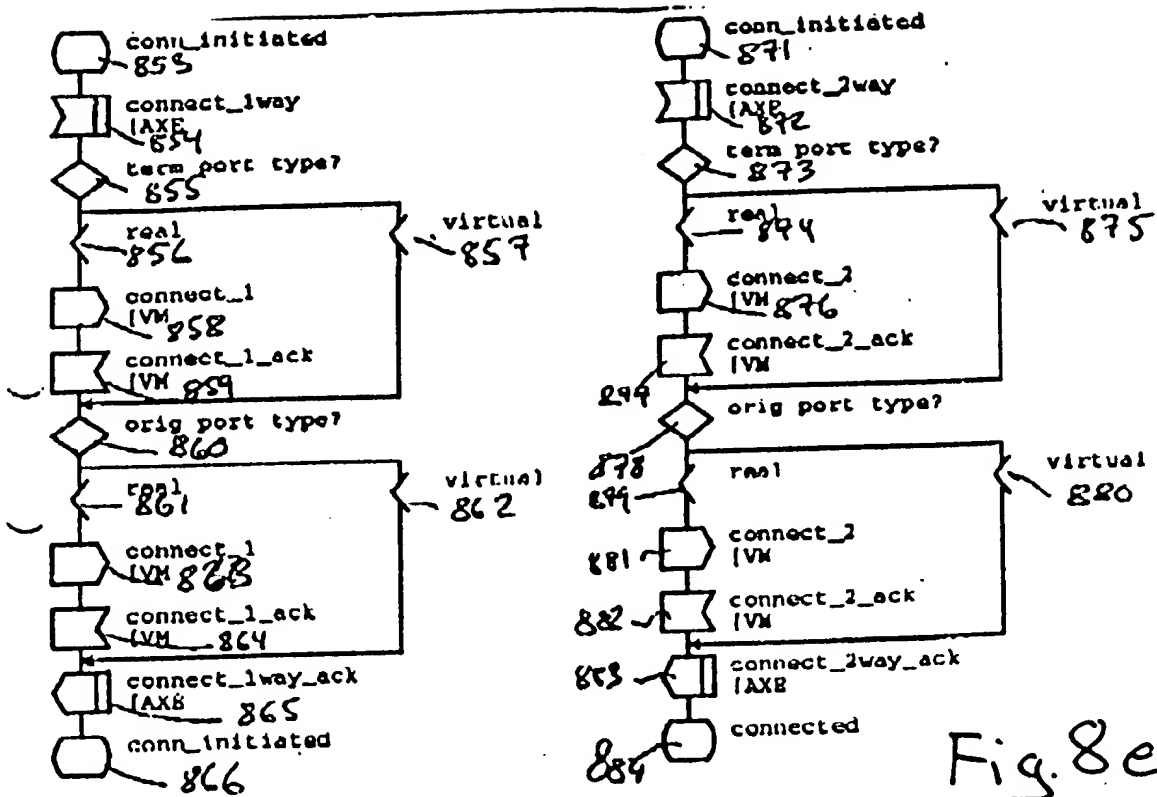 conn_initiated
853
connect_1way
[AXE
854
term port type?
855
real
856
virtual
857
connect_1
[VM
858
connect_1_ack
[VM
859
orig port type?
860
real
861
virtual
862
connect_1
[VM
863
connect_1_ack
[VM
864
connect_1way_ack
[AXE
865
conn_initiated
866
conn_initiated
871
connect_2way
[AXE
872
term port type?
873
real
874
virtual
875
connect_2
[VM
876
connect_2_ack
[VM
orig port type?
878
real
879
virtual
880
connect_2
881
[VM
connect_2_ack
882
[VM
connect_2way_ack
883
[AXE
connected
884
Fig. 8e